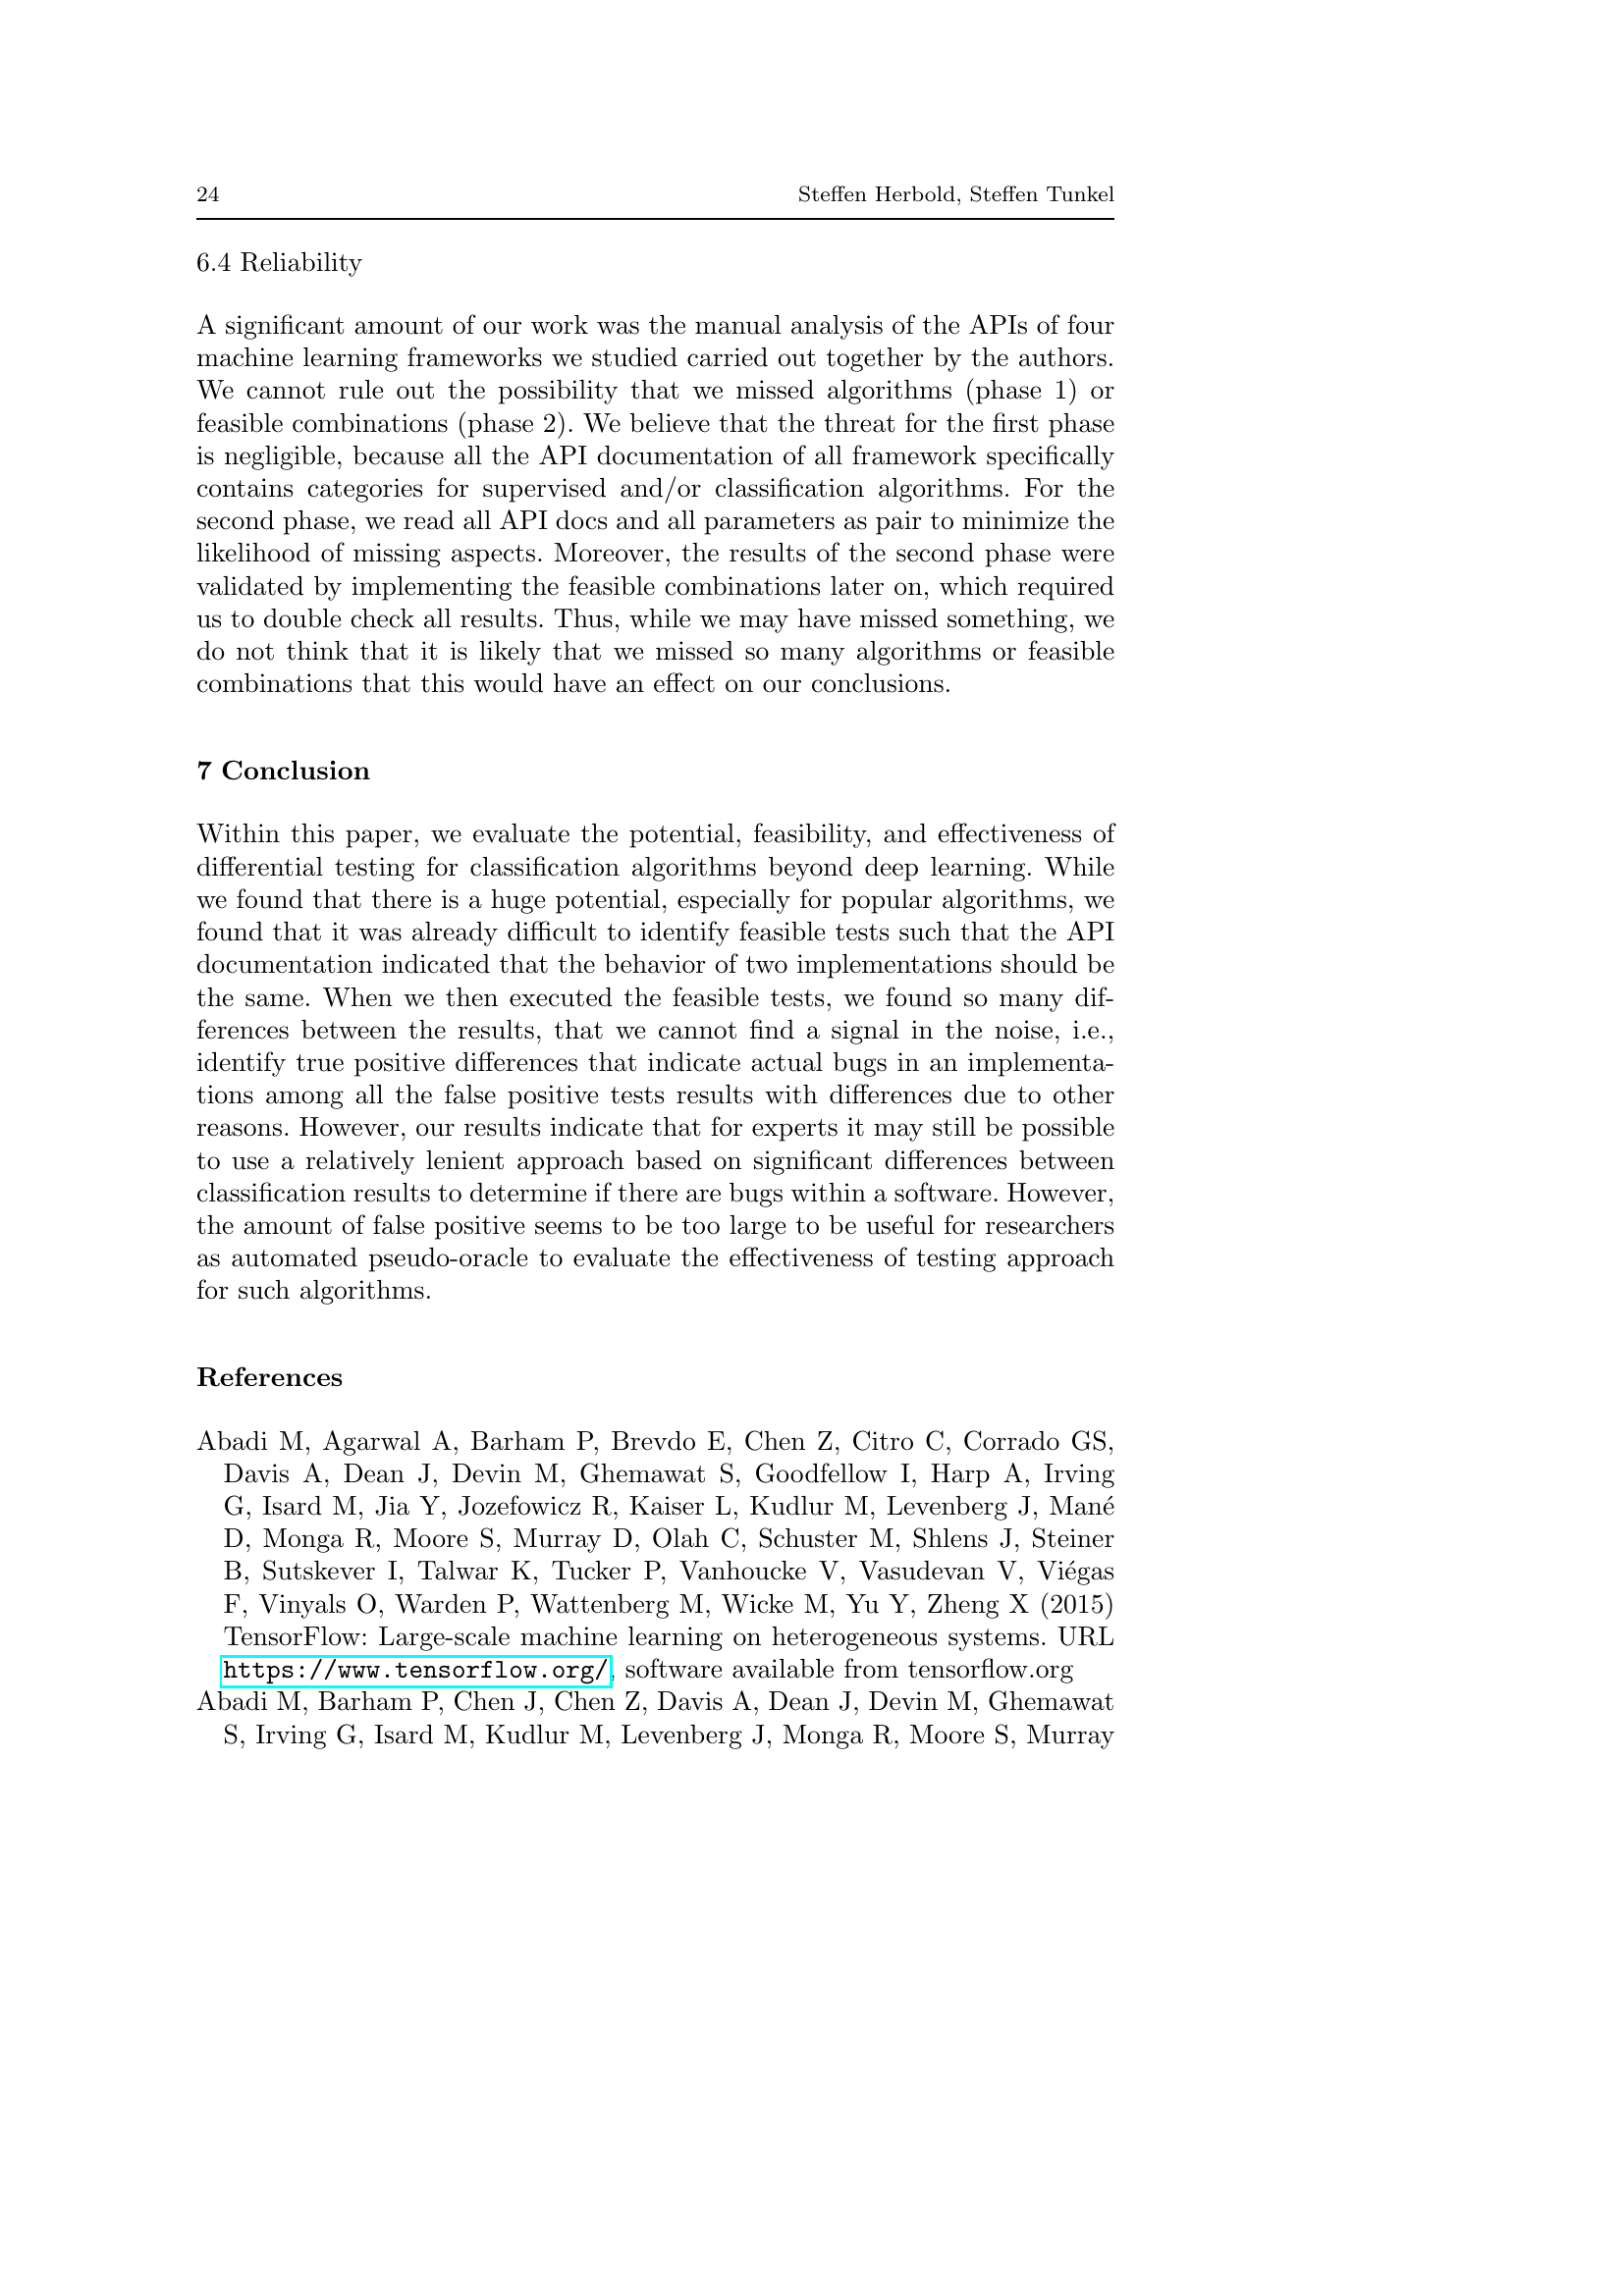 24
Steffen Herbold, Steffen Tunkel
6.4 Reliability
A significant amount of our work was the manual analysis of the APIs of four
machine learning frameworks we studied carried out together by the authors.
We cannot rule out the possibility that we missed algorithms (phase 1) or
feasible combinations (phase 2). We believe that the threat for the first phase
is negligible, because all the API documentation of all framework specifically
contains categories for supervised and/or classification algorithms. For the
second phase, we read all API docs and all parameters as pair to minimize the
likelihood of missing aspects. Moreover, the results of the second phase were
validated by implementing the feasible combinations later on, which required
us to double check all results. Thus, while we may have missed something, we
do not think that it is likely that we missed so many algorithms or feasible
combinations that this would have an effect on our conclusions.
7 Conclusion
Within this paper, we evaluate the potential, feasibility, and effectiveness of
differential testing for classification algorithms beyond deep learning. While
we found that there is a huge potential, especially for popular algorithms, we
found that it was already difficult to identify feasible tests such that the API
documentation indicated that the behavior of two implementations should be
the same. When we then executed the feasible tests, we found so many dif-
ferences between the results, that we cannot find a signal in the noise, i.e.,
identify true positive differences that indicate actual bugs in an implementa-
tions among all the false positive tests results with differences due to other
reasons. However, our results indicate that for experts it may still be possible
to use a relatively lenient approach based on significant differences between
classification results to determine if there are bugs within a software. However,
the amount of false positive seems to be too large to be useful for researchers
as automated pseudo-oracle to evaluate the effectiveness of testing approach
for such algorithms.
References
Abadi M, Agarwal A, Barham P, Brevdo E, Chen Z, Citro C, Corrado GS,
Davis A, Dean J, Devin M, Ghemawat S, Goodfellow I, Harp A, Irving
G, Isard M, Jia Y, Jozefowicz R, Kaiser L, Kudlur M, Levenberg J, Mané
D, Monga R, Moore S, Murray D, Olah C, Schuster M, Shlens J, Steiner
B, Sutskever I, Talwar K, Tucker P, Vanhoucke V, Vasudevan V, Viégas
F, Vinyals O, Warden P, Wattenberg M, Wicke M, Yu Y, Zheng X (2015)
TensorFlow: Large-scale machine learning on heterogeneous systems. URL
https://www.tensorflow.org/, software available from tensorflow.org
Abadi M, Barham P, Chen J, Chen Z, Davis A, Dean J, Devin M, Ghemawat
S, Irving G, Isard M, Kudlur M, Levenberg J, Monga R, Moore S, Murray